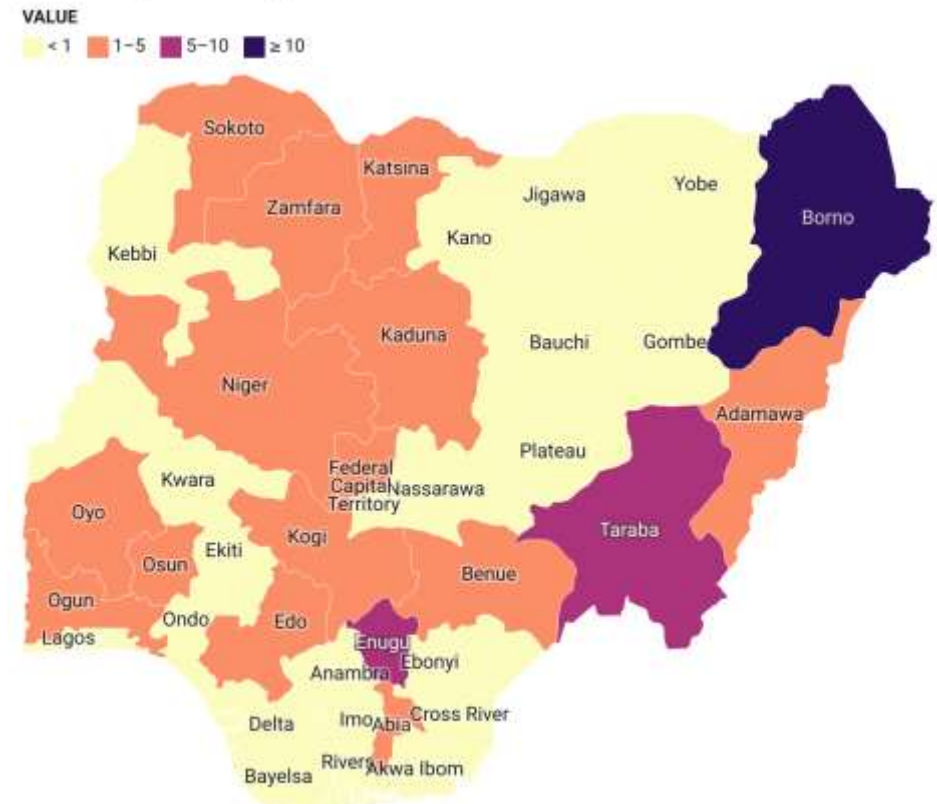 VALUE
< 1 1–5 5–10 ≥ 10
Sokoto
Katsina
Yobe
Jigawa
Zamfara
Borno
Kano
Kebbi
Kaduna
Bauchi
Gombe
Niger
Adamawa
Plateau
Federal
Capital
Territory
Nassarawa
Kwara
Oyo
Taraba
Kogi
Ekiti
Osun
Benue
Ogun
Ondo
Edo
Lagos
Enugu
Ebonyi
Anambra
Cross River
Imo
Abia
Delta
Rivers
Akwa Ibom
Bayelsa